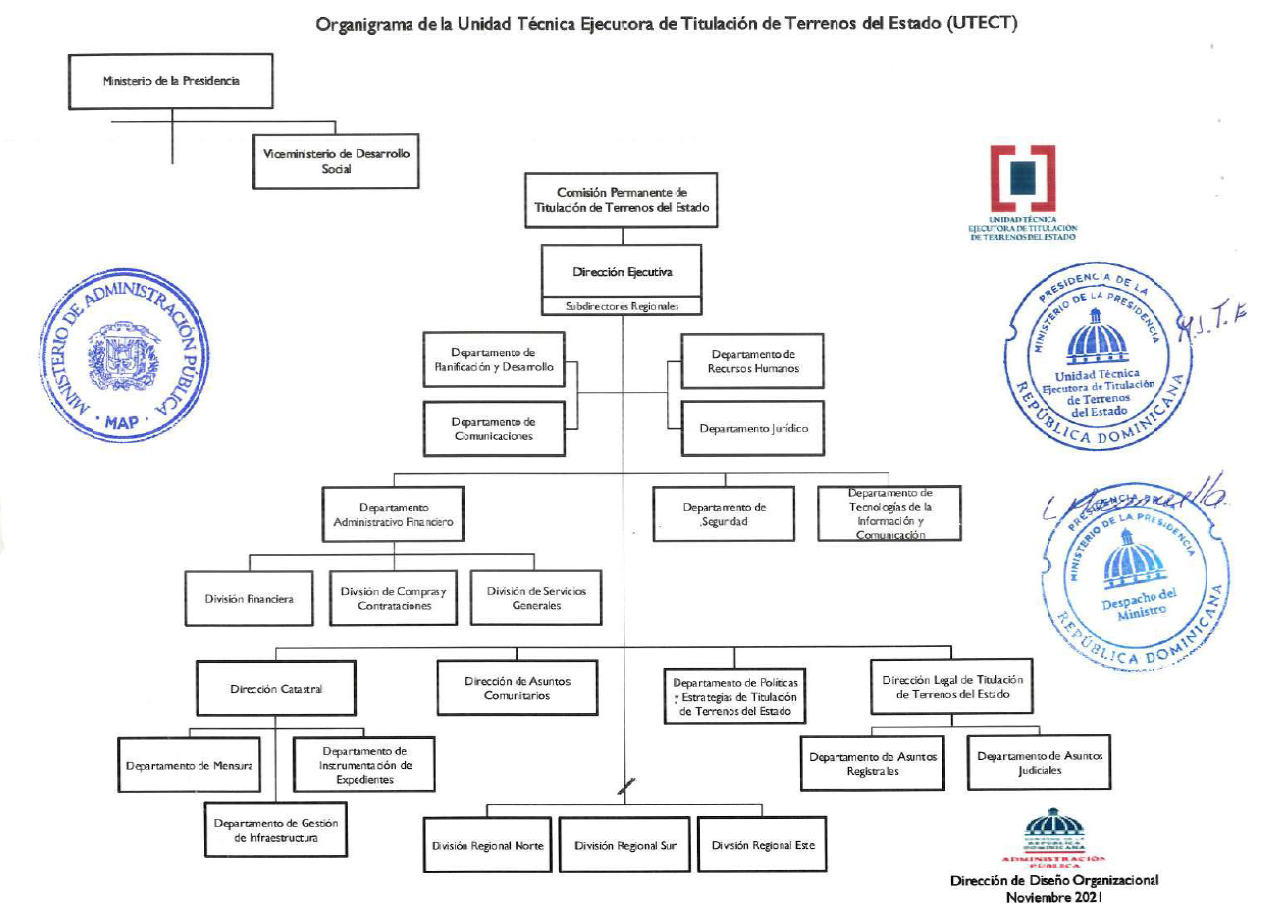 Organigrama de la Unidad Técnica Ejecutora de Titulación de Terrenos del Estado (UTECT)
Ministerio de la Presidencia
Viceministerio de Desarrollo
Social
Comisión Permanente de
Titulación de Terrenos del Estado
UNIDAD TÉCNICA
EJECUTORA DE TITULACIÓN
DE TERRENOS DEL ESTADO
Dirección Ejecutiva
Subdirectores Regionales
MINISTERIO DE ADMINISTRACIÓN PÚBLICA
· MAP ·
PRESIDENCIA DE LA
REPÚBLICA DOMINICANA
MINISTERIO DE LA PRESIDENCIA
Unidad Técnica
Ejecutora de Titulación
de Terrenos
del Estado
Departamento de
Planificación y Desarrollo
Departamento de
Recursos Humanos
Departamento de
Comunicaciones
Departamento Jurídico
Departamento
Administrativo Financiero
Departamento de
Seguridad
Departamento de
Tecnologías de la
Información y
Comunicación
PRESIDENCIA DE LA
REPÚBLICA DOMINICANA
MINISTERIO DE LA PRESIDENCIA
Despacho del
Ministro
División Financiera
División de Compras y
Contrataciones
División de Servicios
Generales
Dirección Catastral
Dirección de Asuntos
Comunitarios
Departamento de Políticas
y Estrategias de Titulación
de Terrenos del Estado
Dirección Legal de Titulación
de Terrenos del Estado
Departamento de Mensura
Departamento de
Instrumentación de
Expedientes
Departamento de Asuntos
Registrales
Departamento de Asuntos
Judiciales
Departamento de Gestión
de Infraestructura
División Regional Norte
División Regional Sur
División Regional Este
GOBIERNO DE LA
REPÚBLICA
DOMINICANA
ADMINISTRACIÓN
PÚBLICA
Dirección de Diseño Organizacional
Noviembre 2021